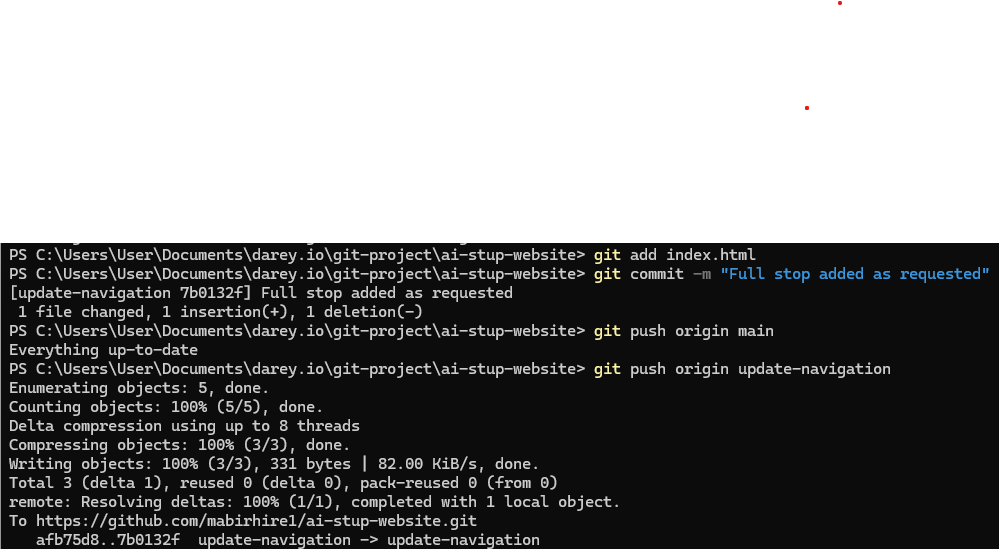 PS C:\Users\User\Documents\darey.io\git-project\ai-stup-website> git add index.html
PS C:\Users\User\Documents\darey.io\git-project\ai-stup-website> git commit -m "Full stop added as requested"
[update-navigation 7b0132f] Full stop added as requested
 1 file changed, 1 insertion(+), 1 deletion(-)
PS C:\Users\User\Documents\darey.io\git-project\ai-stup-website> git push origin main
Everything up-to-date
PS C:\Users\User\Documents\darey.io\git-project\ai-stup-website> git push origin update-navigation
Enumerating objects: 5, done.
Counting objects: 100% (5/5), done.
Delta compression using up to 8 threads
Compressing objects: 100% (3/3), done.
Writing objects: 100% (3/3), 331 bytes | 82.00 KiB/s, done.
Total 3 (delta 1), reused 0 (delta 0), pack-reused 0 (from 0)
remote: Resolving deltas: 100% (1/1), completed with 1 local object.
To https://github.com/mabirhire1/ai-stup-website.git
   afb75d8..7b0132f  update-navigation -> update-navigation